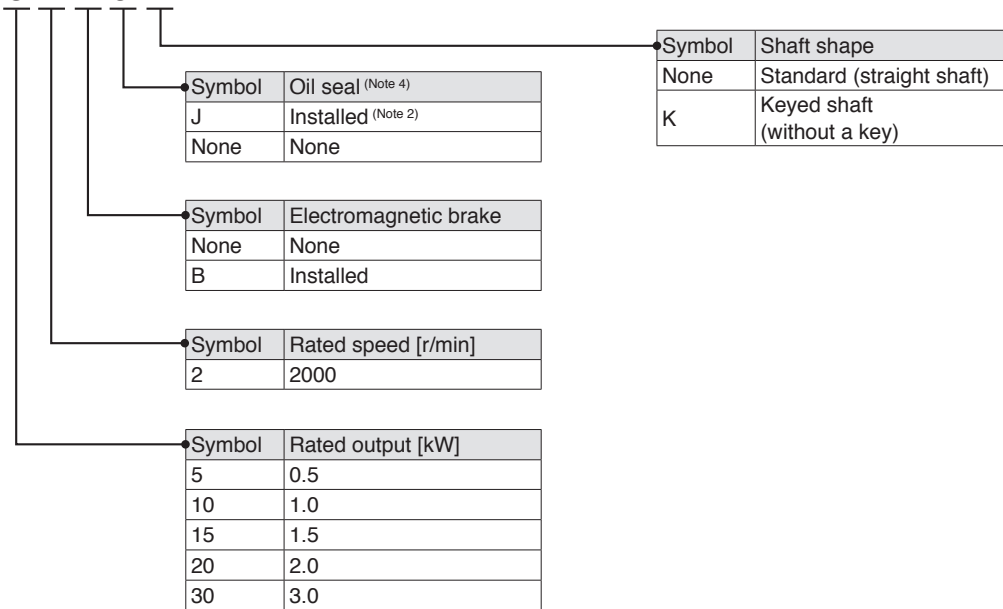 Symbol Shaft shape
None Standard (straight shaft)
K Keyed shaft
(without a key)
Symbol Oil seal (Note 4)
J Installed (Note 2)
None None
Symbol Electromagnetic brake
None None
B Installed
Symbol Rated speed [r/min]
2 2000
Symbol Rated output [kW]
5 0.5
10 1.0
15 1.5
20 2.0
30 3.0